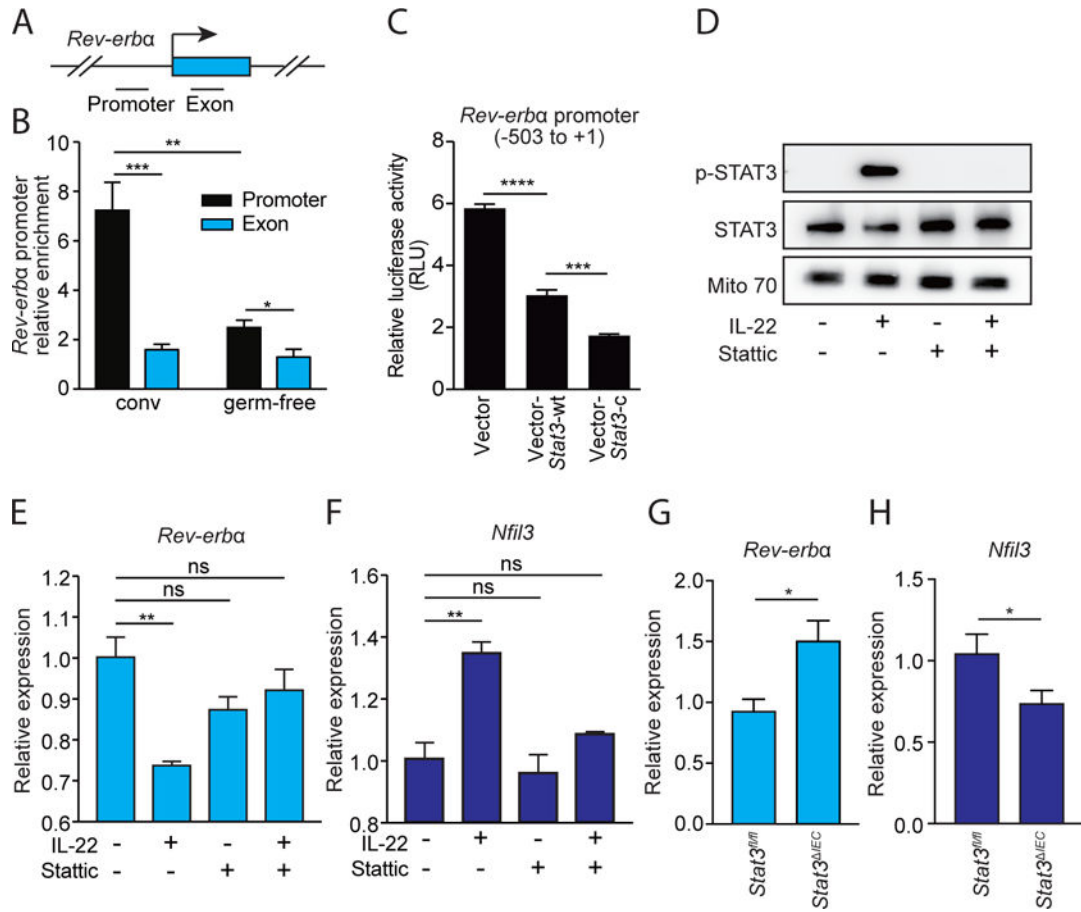 A
Rev-erbα
Promoter
Exon
B
Rev-erbα promoter
relative enrichment
10
8
6
4
2
0
**
***
*
Promoter
Exon
conv
germ-free
C
Rev-erbα promoter
(-503 to +1)
Relative luciferase activity
(RLU)
8
6
4
2
0
****
***
Vector
Vector-
Stat3-wt
Vector-
Stat3-c
D
p-STAT3
STAT3
Mito 70
IL-22 - + - +
Stattic - - + +
E
Rev-erbα
Relative expression
1.2
1.1
1.0
0.9
0.8
0.7
0.6
ns
ns
**
IL-22 - + - +
Stattic - - + +
F
Nfil3
Relative expression
1.6
1.4
1.2
1.0
0.8
ns
ns
**
IL-22 - + - +
Stattic - - + +
G
Rev-erbα
Relative expression
2.0
1.5
1.0
0.5
0.0
*
Stat3fl/fl
Stat3ΔIEC
H
Nfil3
Relative expression
1.5
1.0
0.5
0.0
*
Stat3fl/fl
Stat3ΔIEC